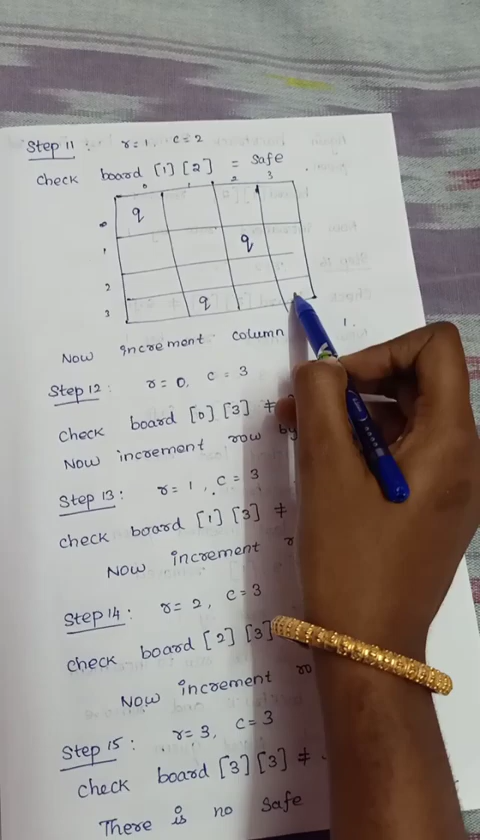 Step 11 : r=1, c=2
Check board [1] [2] = Safe .
0 1 2 3
0 q
1 q
2
3 q
Now increment column 1.
Step 12: r=0, c=3
Check board [0] [3] ≠
Now increment row by
Step 13: r=1, c=3
Check board [1] [3] ≠
Now increment r
Step 14: r=2, c=3
Check board [2] [3]
Now increment ro
Step 15: r=3, c=3
Check board [3] [3] ≠
There is no Safe